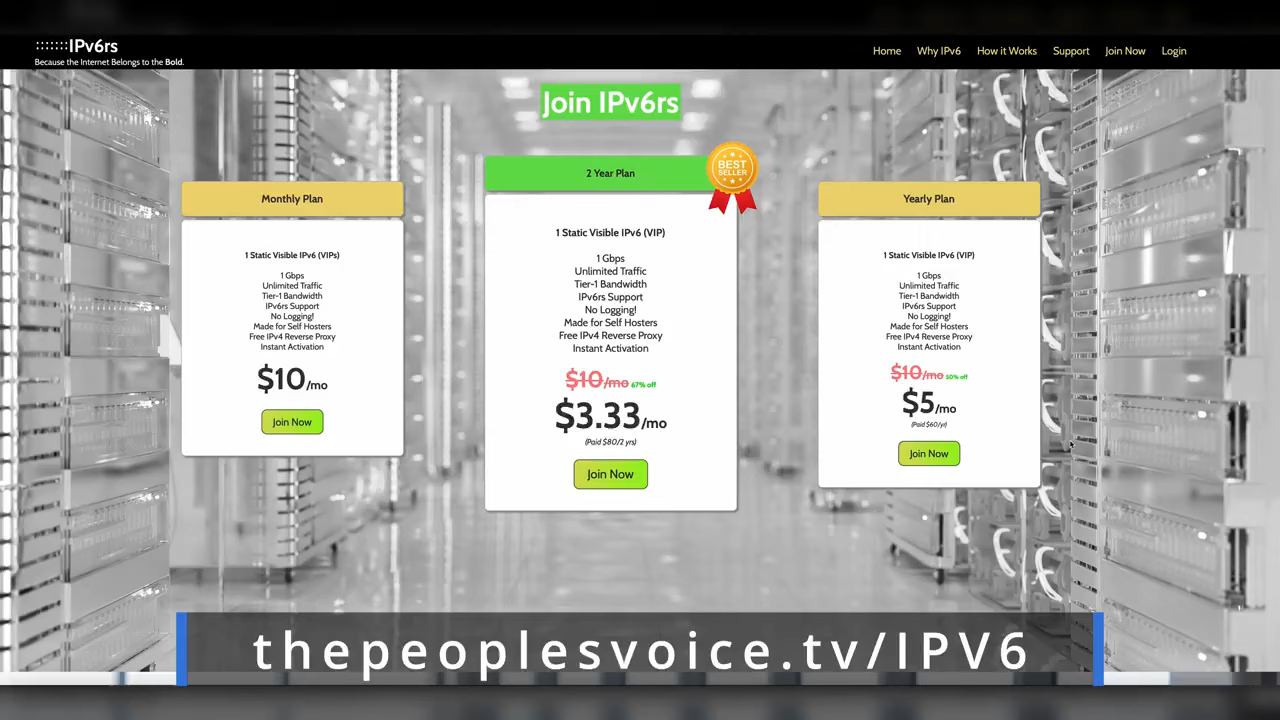 :::::::IPv6rs
Because the Internet Belongs to the Bold.
Home
Why IPv6
How it Works
Support
Join Now
Login
Join IPv6rs
Monthly Plan
1 Static Visible IPv6 (VIPs)
1 Gbps
Unlimited Traffic
Tier-1 Bandwidth
IPv6rs Support
No Logging!
Made for Self Hosters
Free IPv4 Reverse Proxy
Instant Activation
$10/mo
Join Now
2 Year Plan
BEST
SELLER
1 Static Visible IPv6 (VIP)
1 Gbps
Unlimited Traffic
Tier-1 Bandwidth
IPv6rs Support
No Logging!
Made for Self Hosters
Free IPv4 Reverse Proxy
Instant Activation
$10/mo 67% off
$3.33/mo
(Paid $80/2 yrs)
Join Now
Yearly Plan
1 Static Visible IPv6 (VIP)
1 Gbps
Unlimited Traffic
Tier-1 Bandwidth
IPv6rs Support
No Logging!
Made for Self Hosters
Free IPv4 Reverse Proxy
Instant Activation
$10/mo 50% off
$5/mo
(Paid $60/yr)
Join Now
thepeoplesvoice.tv/IPV6